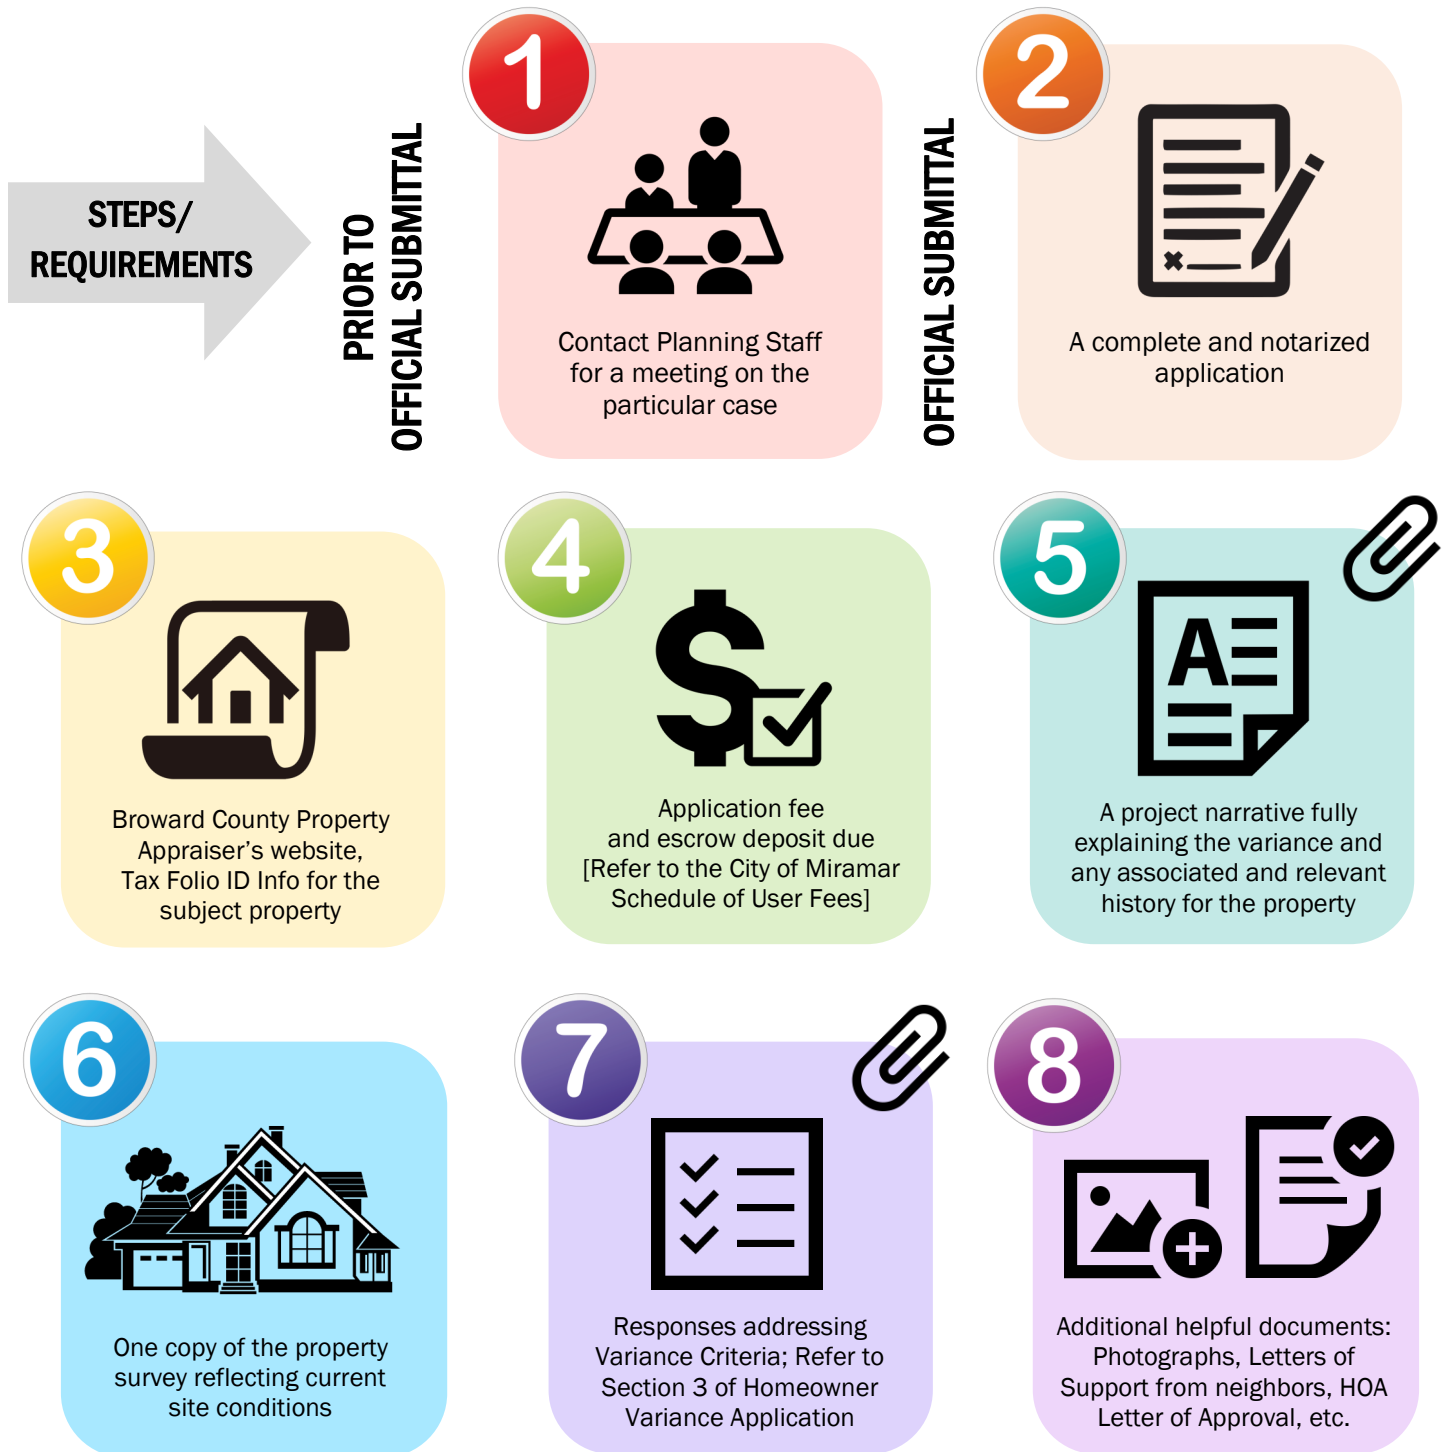 STEPS/
REQUIREMENTS
PRIOR TO
OFFICIAL SUBMITTAL
1
Contact Planning Staff
for a meeting on the
particular case
OFFICIAL SUBMITTAL
2
A complete and notarized
application
3
Broward County Property
Appraiser’s website,
Tax Folio ID Info for the
subject property
4
Application fee
and escrow deposit due
[Refer to the City of Miramar
Schedule of User Fees]
5
A
A project narrative fully
explaining the variance and
any associated and relevant
history for the property
6
One copy of the property
survey reflecting current
site conditions
7
Responses addressing
Variance Criteria; Refer to
Section 3 of Homeowner
Variance Application
8
Additional helpful documents:
Photographs, Letters of
Support from neighbors, HOA
Letter of Approval, etc.